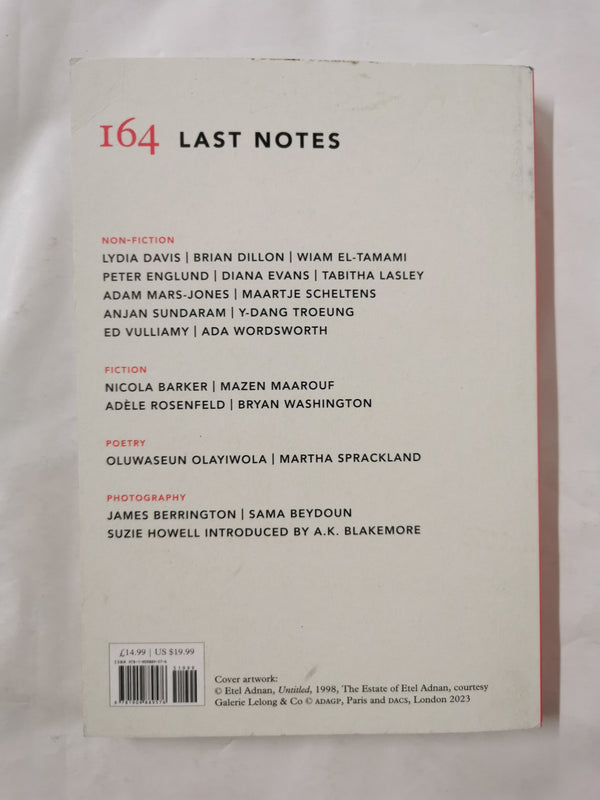 164 LAST NOTES
NON-FICTION
LYDIA DAVIS | BRIAN DILLON | WIAM EL-TAMAMI
PETER ENGLUND | DIANA EVANS | TABITHA LASLEY
ADAM MARS-JONES | MAARTJE SCHELTENS
ANJAN SUNDARAM | Y-DANG TROEUNG
ED VULLIAMY | ADA WORDSWORTH
FICTION
NICOLA BARKER | MAZEN MAAROUF
ADÈLE ROSENFELD | BRYAN WASHINGTON
POETRY
OLUWASEUN OLAYIWOLA | MARTHA SPRACKLAND
PHOTOGRAPHY
JAMES BERRINGTON | SAMA BEYDOUN
SUZIE HOWELL INTRODUCED BY A.K. BLAKEMORE
£14.99 | US $19.99
ISBN
51999
Cover artwork:
© Etel Adnan, Untitled, 1998, The Estate of Etel Adnan, courtesy
Galerie Lelong & Co © ADAGP, Paris and DACS, London 2023